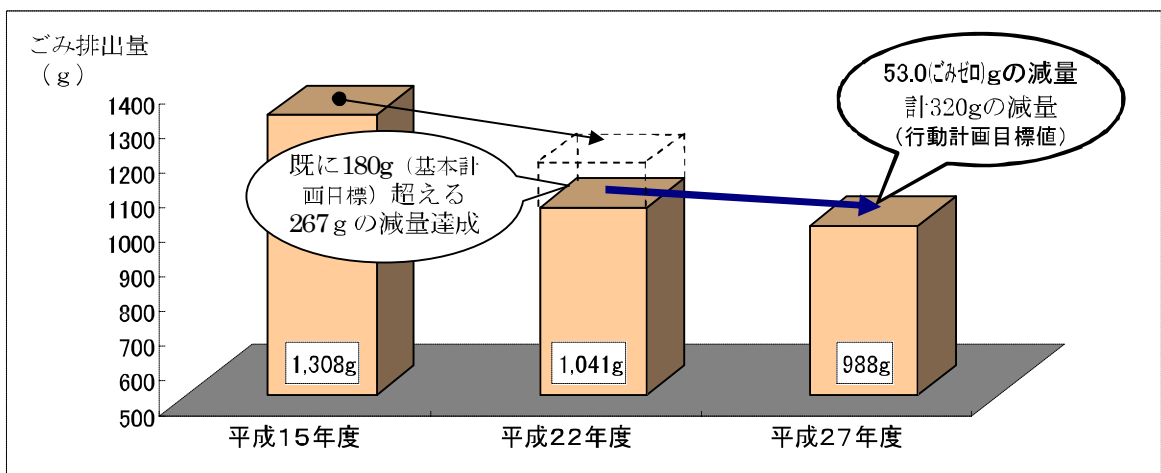 ごみ排出量
（ｇ）
1400
1300
1200
1100
1000
900
800
700
600
500
既に180g（基本計
画目標）超える
267ｇの減量達成
53.0(ごみゼロ)gの減量
計320gの減量
(行動計画目標値)
1,308g
1,041g
988g
平成１５年度
平成２２年度
平成２７年度